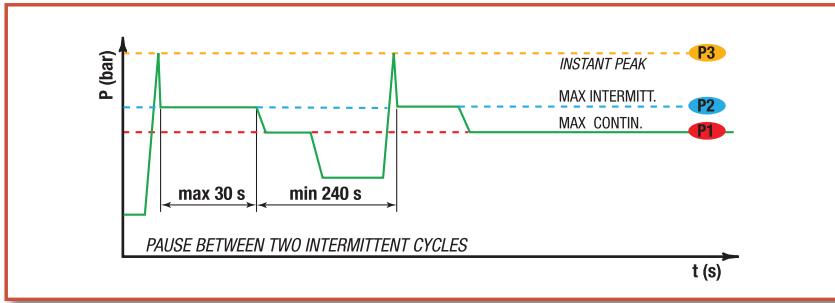 P (bar)
INSTANT PEAK
P3
MAX INTERMITT.
P2
MAX CONTIN.
P1
max 30 s
min 240 s
PAUSE BETWEEN TWO INTERMITTENT CYCLES
t (s)